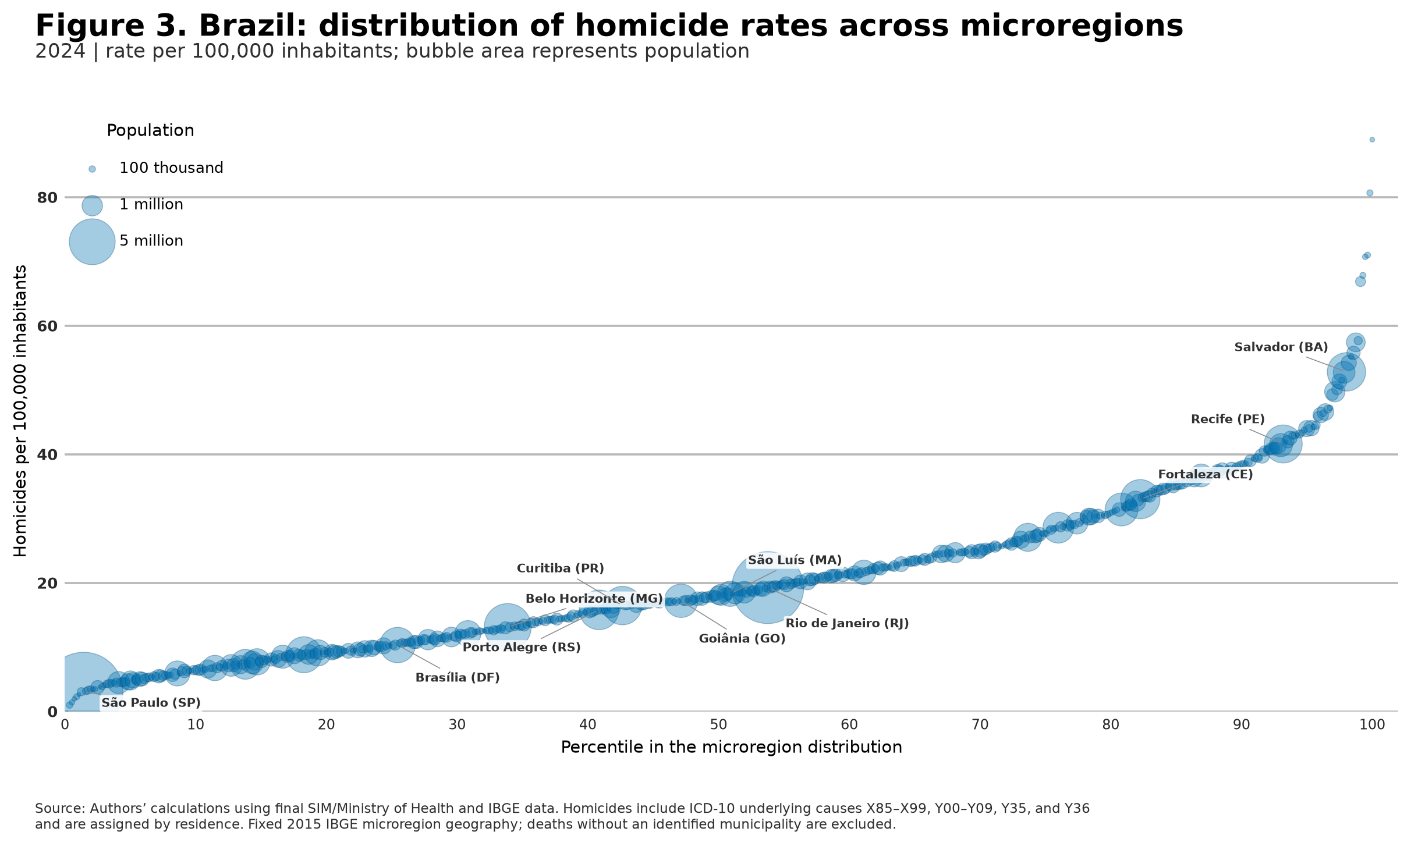 Figure 3. Brazil: distribution of homicide rates across microregions
2024 | rate per 100,000 inhabitants; bubble area represents population
Population
100 thousand
1 million
5 million
Homicides per 100,000 inhabitants
80
60
40
20
0
Salvador (BA)
Recife (PE)
Fortaleza (CE)
São Luís (MA)
Curitiba (PR)
Belo Horizonte (MG)
Rio de Janeiro (RJ)
Goiânia (GO)
Porto Alegre (RS)
Brasília (DF)
São Paulo (SP)
0 10 20 30 40 50 60 70 80 90 100
Percentile in the microregion distribution
Source: Authors’ calculations using final SIM/Ministry of Health and IBGE data. Homicides include ICD-10 underlying causes X85–X99, Y00–Y09, Y35, and Y36
and are assigned by residence. Fixed 2015 IBGE microregion geography; deaths without an identified municipality are excluded.